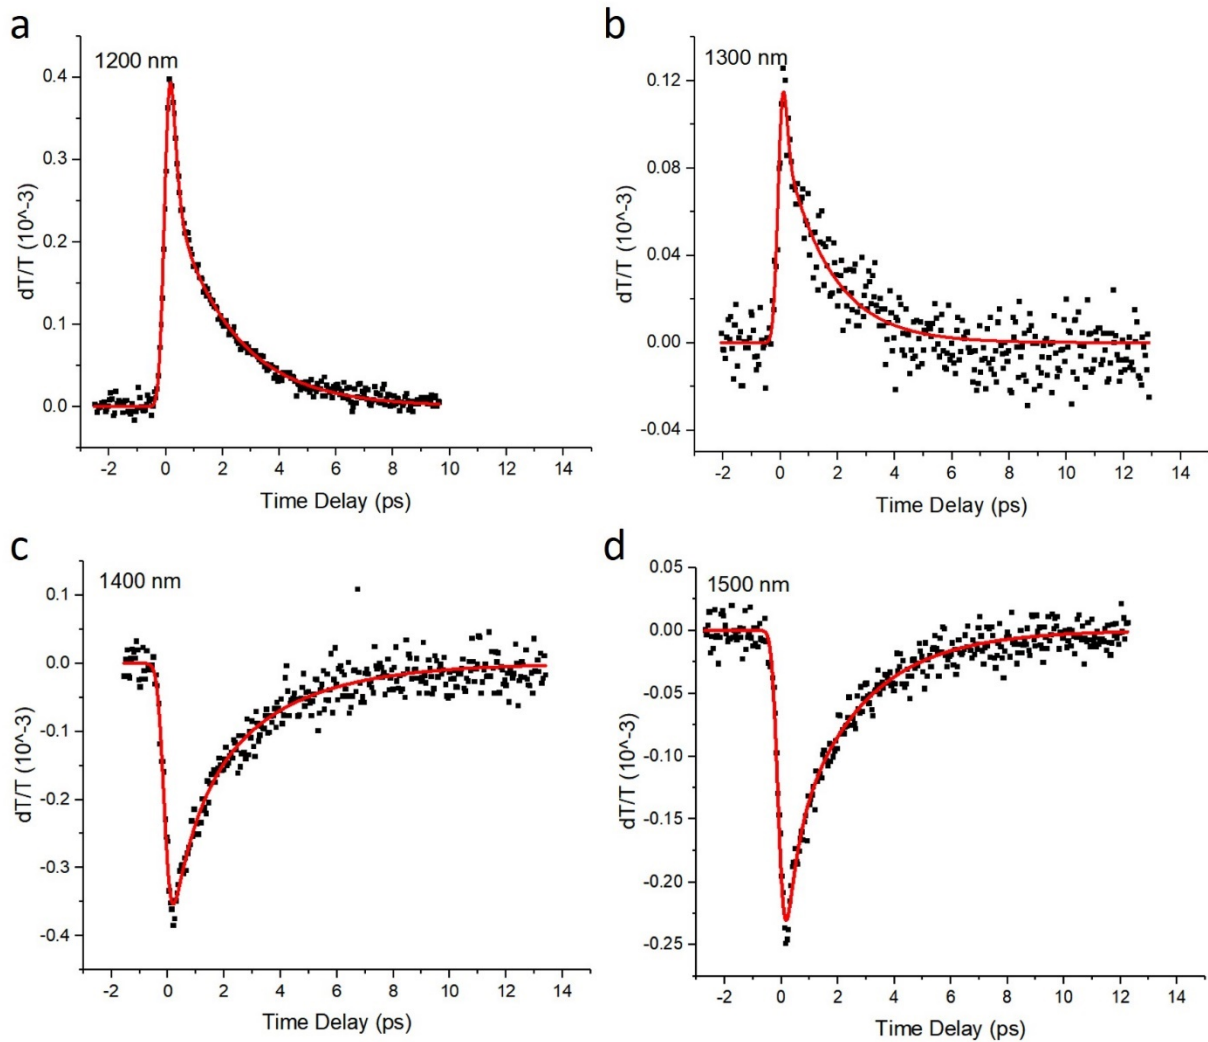 a
1200 nm
dT/T (10^-3)
0.4
0.3
0.2
0.1
0.0
-2 0 2 4 6 8 10 12 14
Time Delay (ps)
b
1300 nm
dT/T (10^-3)
0.12
0.08
0.04
0.00
-0.04
-2 0 2 4 6 8 10 12 14
Time Delay (ps)
c
1400 nm
dT/T (10^-3)
0.1
0.0
-0.1
-0.2
-0.3
-0.4
-2 0 2 4 6 8 10 12 14
Time Delay (ps)
d
1500 nm
dT/T (10^-3)
0.05
0.00
-0.05
-0.10
-0.15
-0.20
-0.25
-2 0 2 4 6 8 10 12 14
Time Delay (ps)